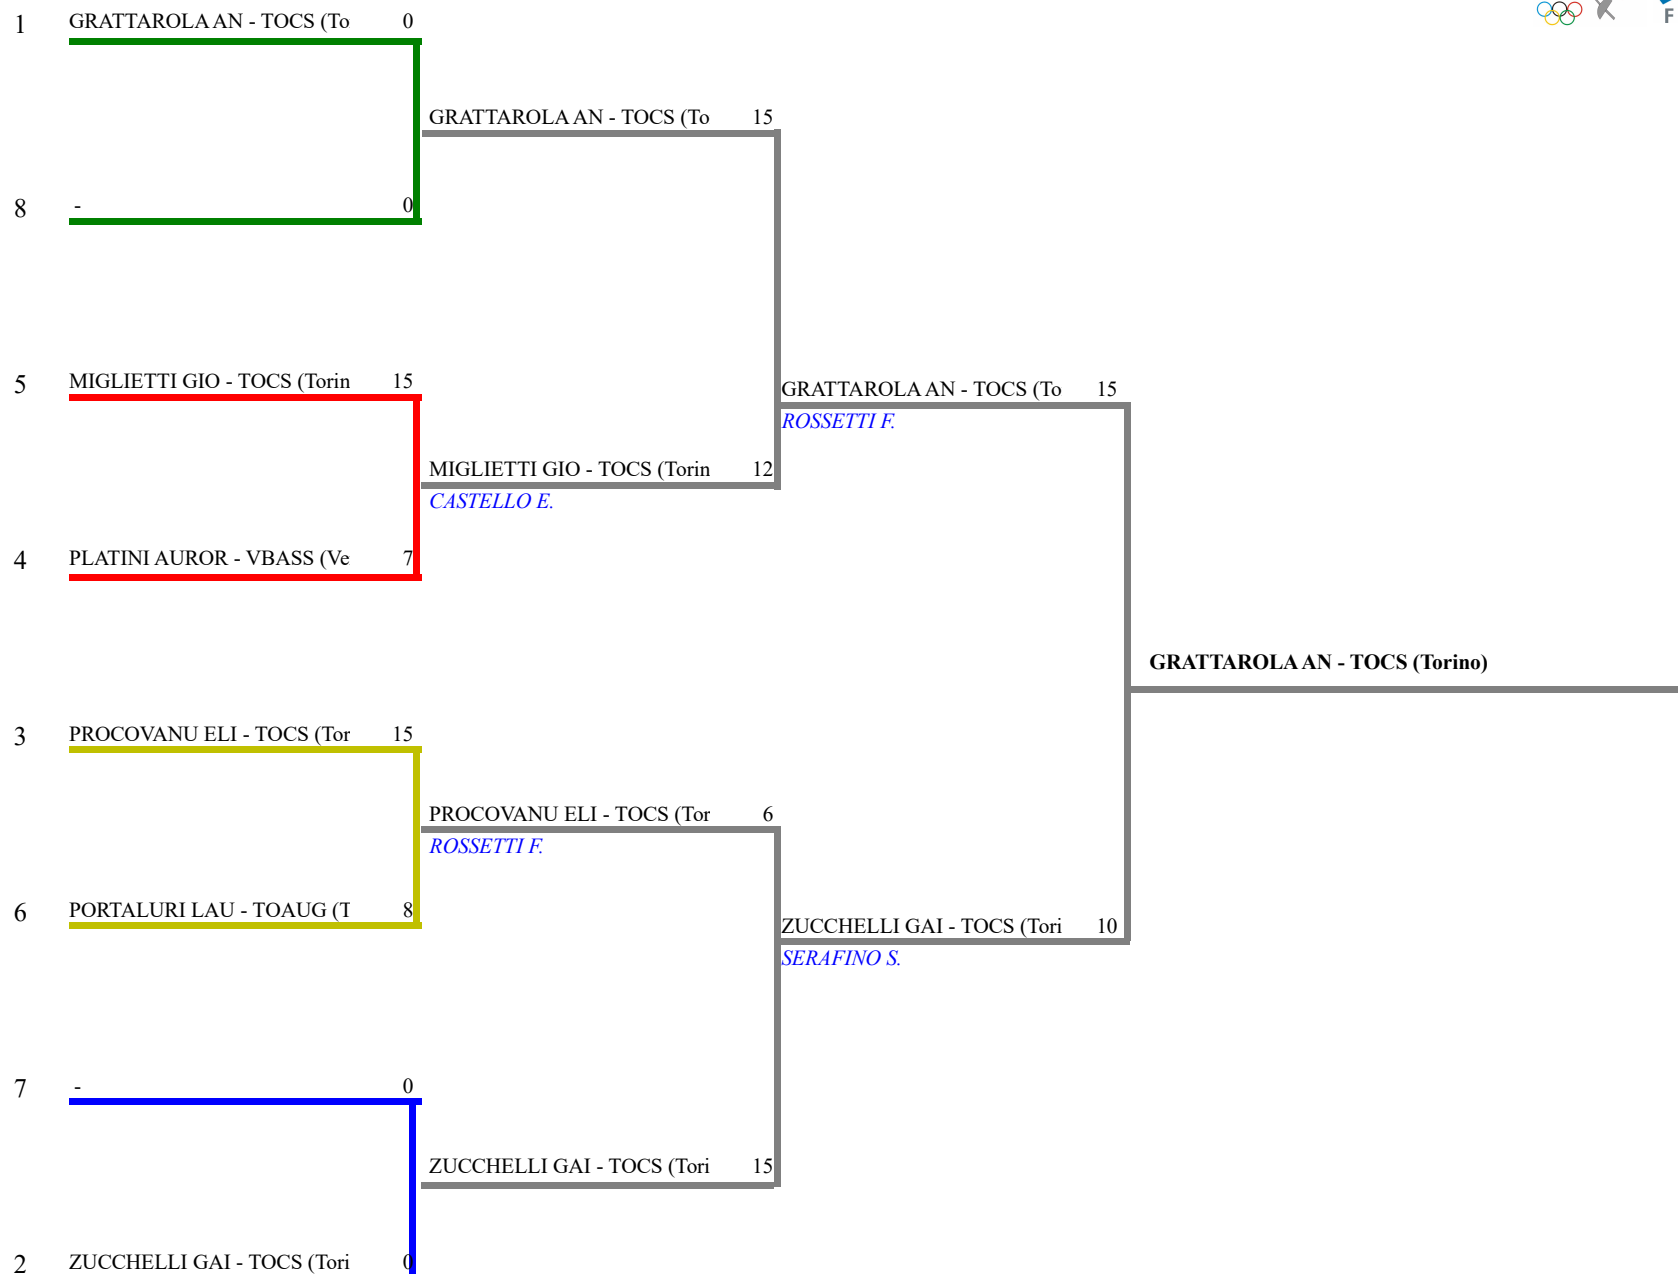 1 GRATTAROLA AN - TOCS (To 0
GRATTAROLA AN - TOCS (To 15
8 - 0
5 MIGLIETTI GIO - TOCS (Torin 15
GRATTAROLA AN - TOCS (To 15
ROSSETTI F.
MIGLIETTI GIO - TOCS (Torin 12
CASTELLO E.
4 PLATINI AUROR - VBASS (Ve 7
GRATTAROLA AN - TOCS (Torino)
3 PROCOVANU ELI - TOCS (Tor 15
PROCOVANU ELI - TOCS (Tor 6
ROSSETTI F.
6 PORTALURI LAU - TOAUG (T 8
ZUCCHELLI GAI - TOCS (Tori 10
SERAFINO S.
7 - 0
ZUCCHELLI GAI - TOCS (Tori 15
2 ZUCCHELLI GAI - TOCS (Tori 0
F